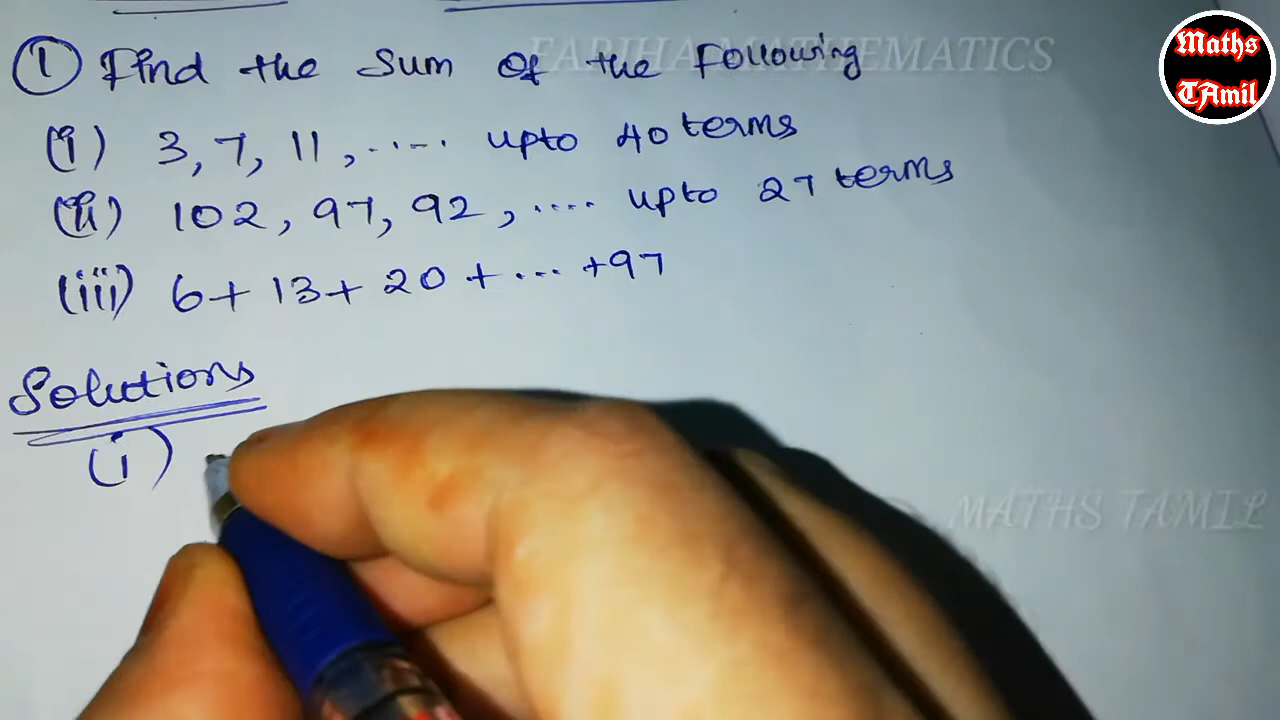 Maths
TAmil
FARIHA MATHEMATICS
① Find the Sum of the Following
(i) 3, 7, 11, ..... upto 40 terms
(ii) 102, 97, 92, .... upto 27 terms
(iii) 6 + 13 + 20 + ... + 97
Solutions
(i)
MATHS TAMIL